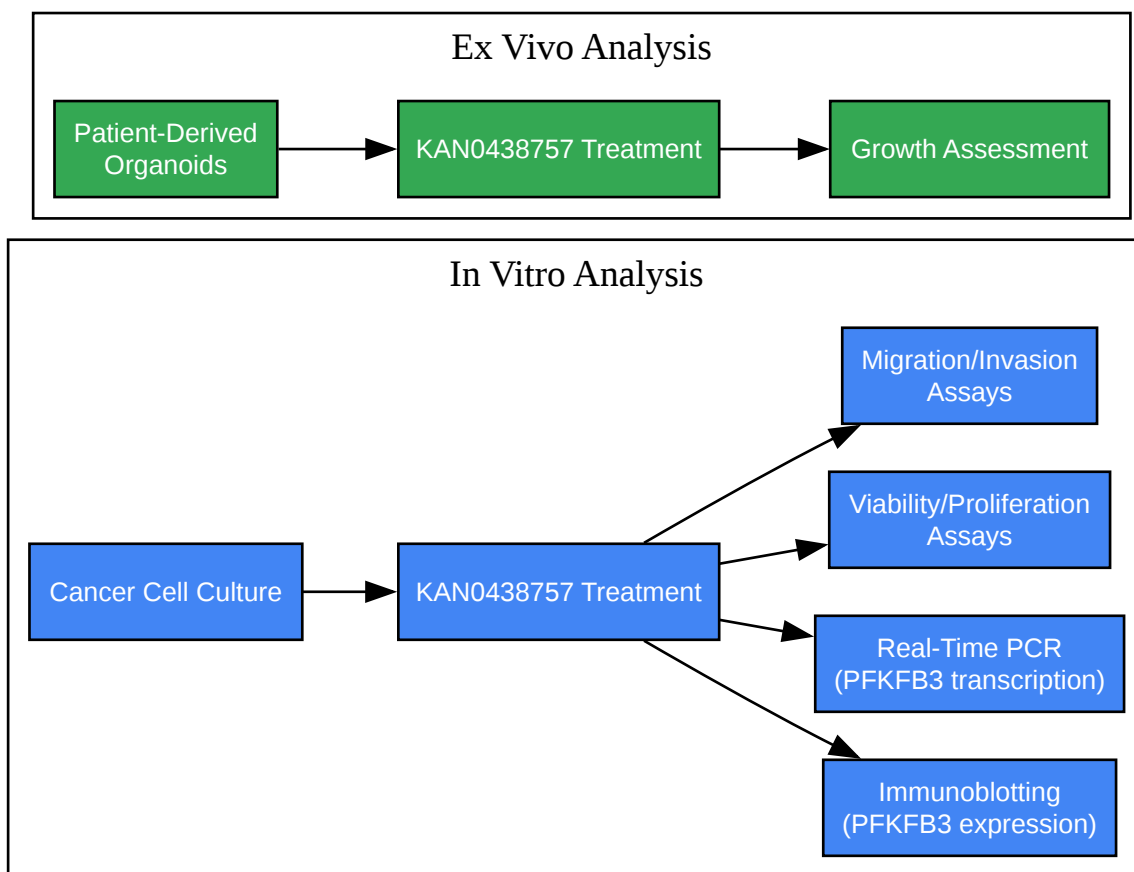 Ex Vivo Analysis
Patient-Derived
Organoids
KAN0438757 Treatment
Growth Assessment
In Vitro Analysis
Migration/Invasion
Assays
Viability/Proliferation
Assays
Cancer Cell Culture
KAN0438757 Treatment
Real-Time PCR
(PFKFB3 transcription)
Immunoblotting
(PFKFB3 expression)